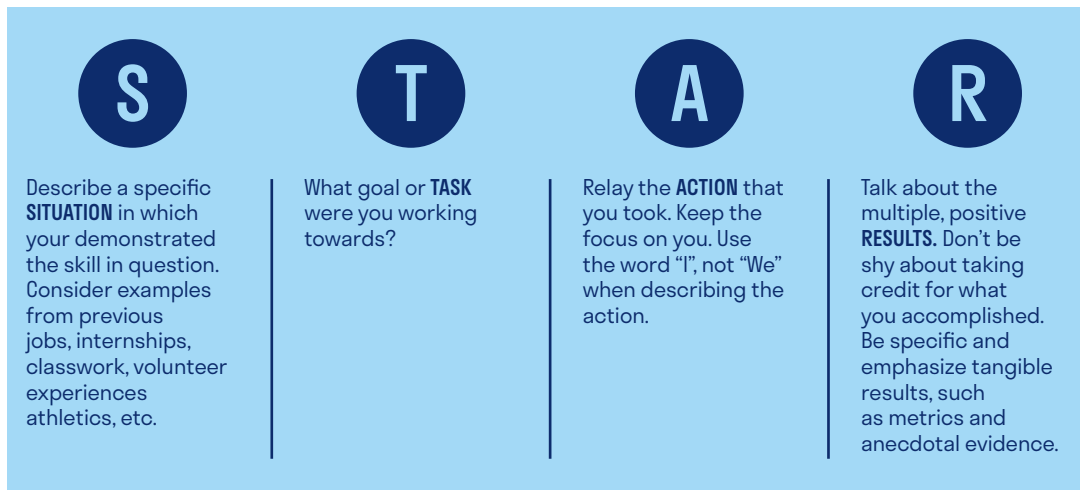 S
Describe a specific
SITUATION in which
your demonstrated
the skill in question.
Consider examples
from previous
jobs, internships,
classwork, volunteer
experiences
athletics, etc.
T
What goal or TASK
were you working
towards?
A
Relay the ACTION that
you took. Keep the
focus on you. Use
the word “I”, not “We”
when describing the
action.
R
Talk about the
multiple, positive
RESULTS. Don’t be
shy about taking
credit for what
you accomplished.
Be specific and
emphasize tangible
results, such
as metrics and
anecdotal evidence.